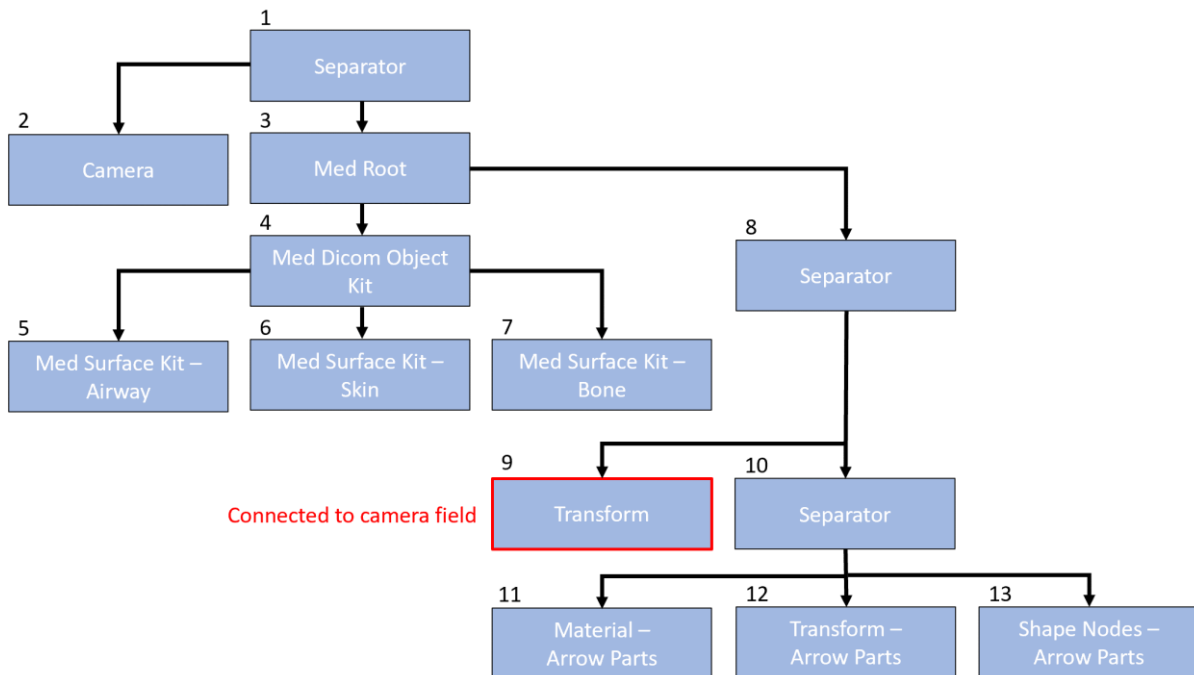 1
Separator
2
Camera
3
Med Root
4
Med Dicom Object
Kit
5
Med Surface Kit –
Airway
6
Med Surface Kit –
Skin
7
Med Surface Kit –
Bone
8
Separator
9
Transform
Connected to camera field
10
Separator
11
Material –
Arrow Parts
12
Transform –
Arrow Parts
13
Shape Nodes –
Arrow Parts